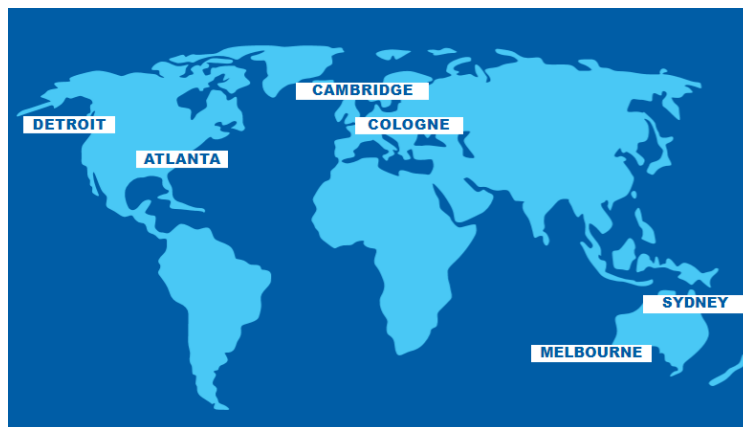 CAMBRIDGE
DETROIT
COLOGNE
ATLANTA
SYDNEY
MELBOURNE